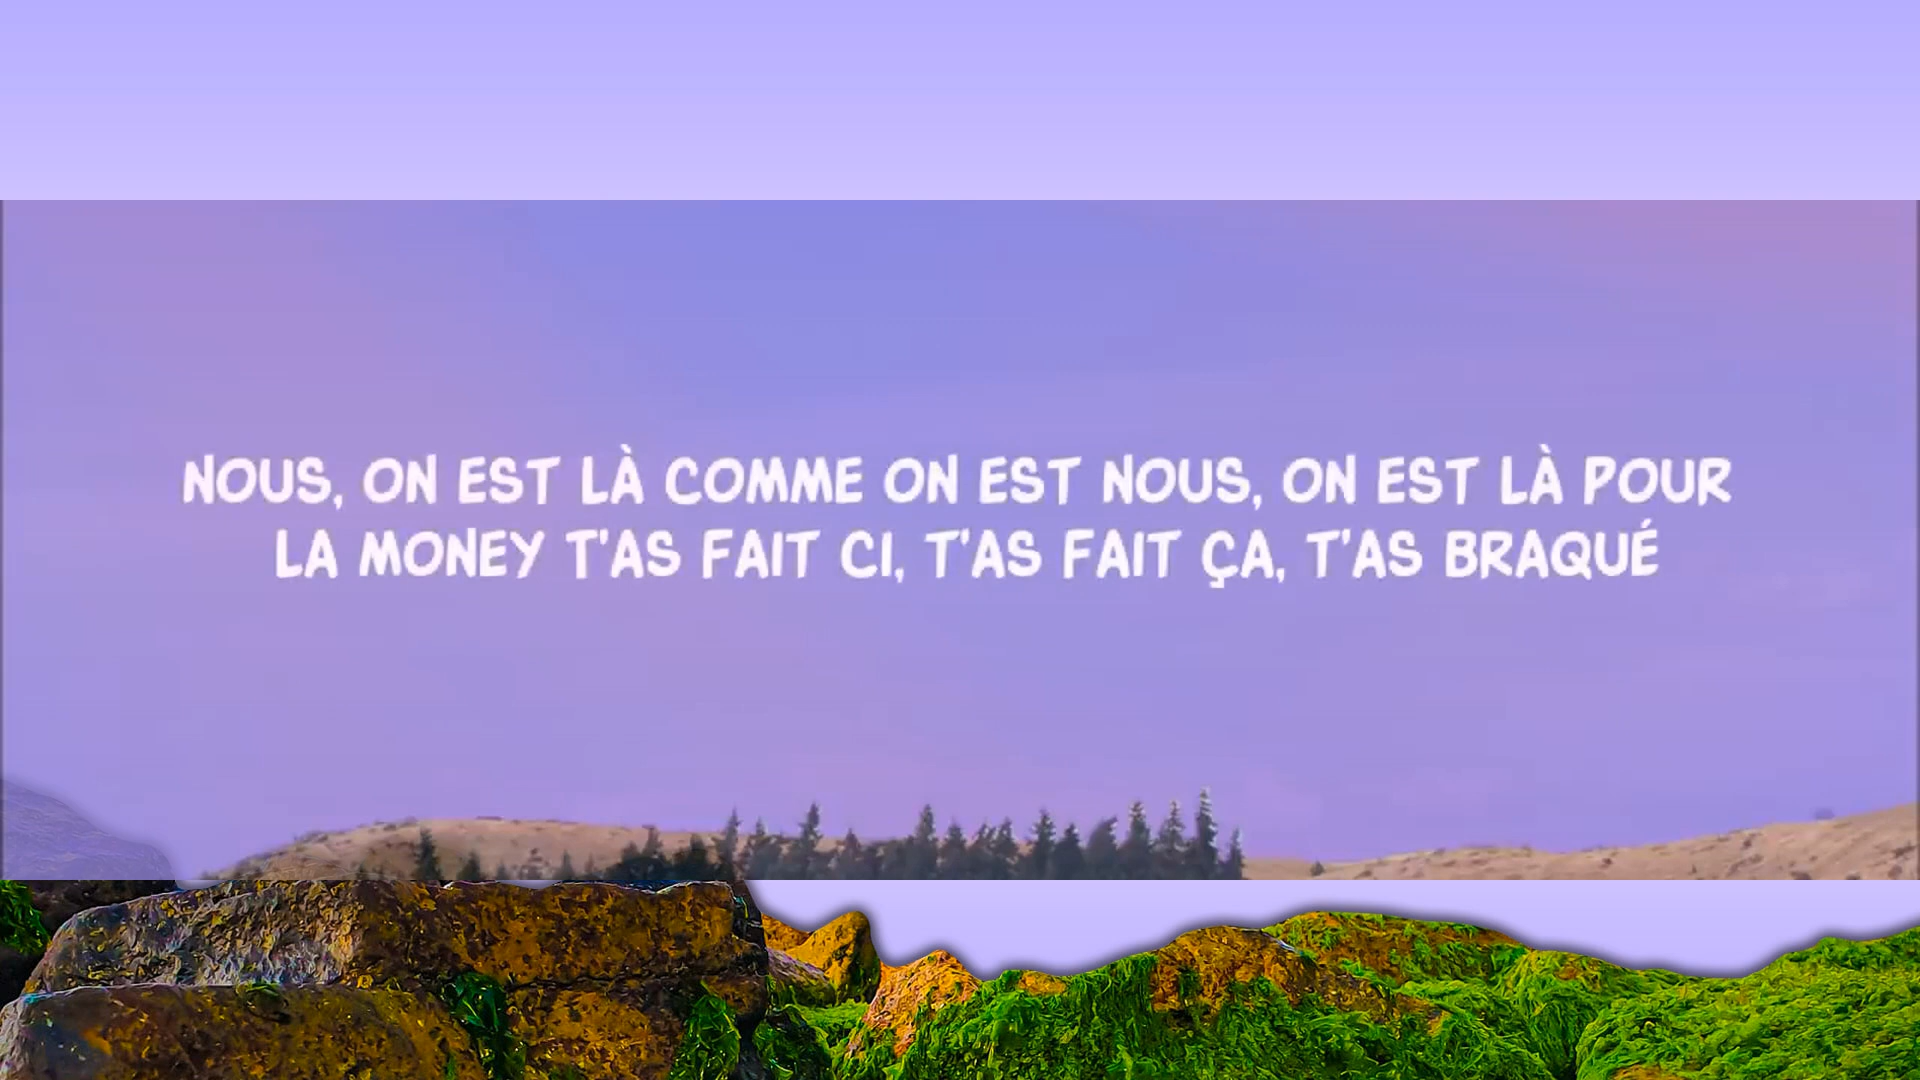 NOUS, ON EST LÀ COMME ON EST NOUS, ON EST LÀ POUR
LA MONEY T'AS FAIT CI, T'AS FAIT ÇA, T'AS BRAQUÉ